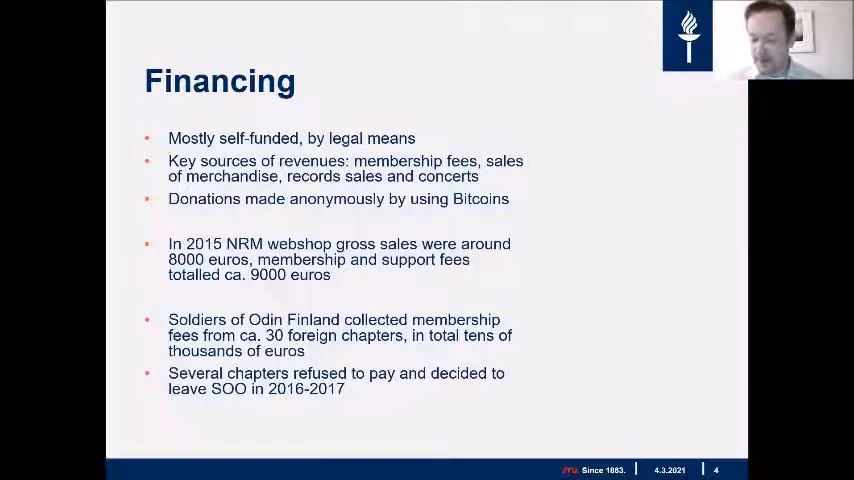 Financing
• Mostly self-funded, by legal means
• Key sources of revenues: membership fees, sales
of merchandise, records sales and concerts
• Donations made anonymously by using Bitcoins
• In 2015 NRM webshop gross sales were around
8000 euros, membership and support fees
totalled ca. 9000 euros
• Soldiers of Odin Finland collected membership
fees from ca. 30 foreign chapters, in total tens of
thousands of euros
• Several chapters refused to pay and decided to
leave SOO in 2016-2017
JYU. Since 1863. 4.3.2021 4